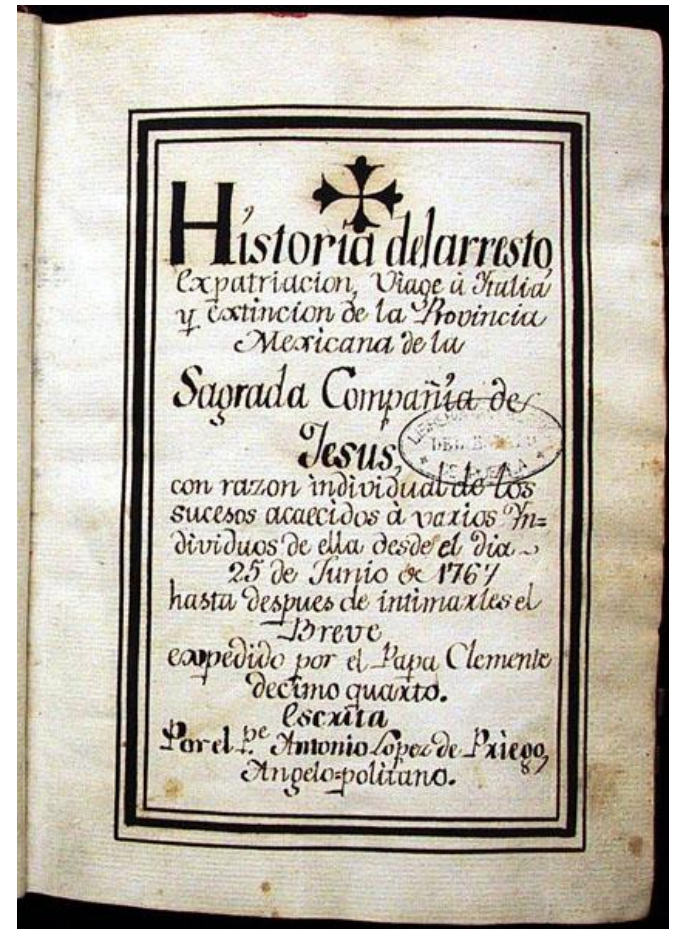 Historia del arresto,
expatriacion, Viage à Italia
y extincion de la Provincia
Mexicana de la
Sagrada Compañia de
Jesus,
con razon individual de los
sucesos acaecidos à varios In=
dividuos de ella desde el dia
25 de Junio de 1767
hasta despues de intimarles el
Breve
expedido por el Papa Clemente
decimo quarto.
Escrita
Por el P.e Antonio Lopez de Priego,
Angelo=politano.
DEL ESTADO